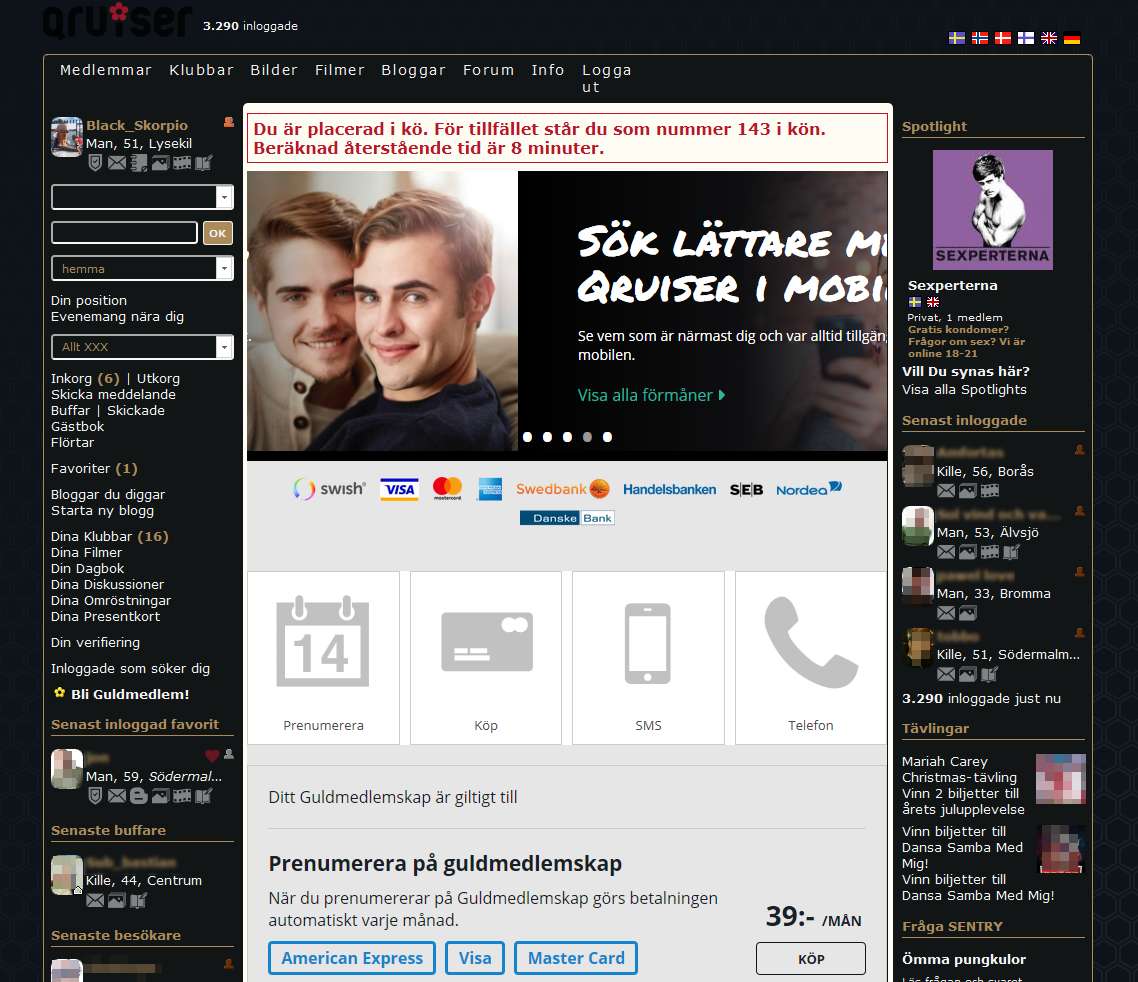 qruiser
3.290 inloggade
Medlemmar Klubbar Bilder Filmer Bloggar Forum Info Logga ut
Black_Skorpio
Man, 51, Lysekil
OK
hemma
Din position
Evenemang nära dig
Allt XXX
Inkorg (6) | Utkorg
Skicka meddelande
Buffar | Skickade
Gästbok
Flörtar
Favoriter (1)
Bloggar du diggar
Starta ny blogg
Dina Klubbar (16)
Dina Filmer
Din Dagbok
Dina Diskussioner
Dina Omröstningar
Dina Presentkort
Din verifiering
Inloggade som söker dig
Bli Guldmedlem!
Senast inloggad favorit
Man, 59, Södermal...
Senaste buffare
Kille, 44, Centrum
Senaste besökare
Du är placerad i kö. För tillfället står du som nummer 143 i kön.
Beräknad återstående tid är 8 minuter.
Sök lättare m
Qruiser i mobi
Se vem som är närmast dig och var alltid tillgän
mobilen.
Visa alla förmåner
swish VISA mastercard Swedbank Handelsbanken SEB Nordea
Danske Bank
14
Prenumerera
Köp
SMS
Telefon
Ditt Guldmedlemskap är giltigt till
Prenumerera på guldmedlemskap
När du prenumererar på Guldmedlemskap görs betalningen
automatiskt varje månad.
39:- /MÅN
American Express Visa Master Card
KÖP
Spotlight
SEXPERTERNA
Sexperterna
Privat, 1 medlem
Gratis kondomer?
Frågor om sex? Vi är
online 18-21
Vill Du synas här?
Visa alla Spotlights
Senast inloggade
Kille, 56, Borås
Man, 53, Älvsjö
Man, 33, Bromma
Kille, 51, Södermalm...
3.290 inloggade just nu
Tävlingar
Mariah Carey
Christmas-tävling
Vinn 2 biljetter till
årets julupplevelse
Vinn biljetter till
Dansa Samba Med
Mig!
Vinn biljetter till
Dansa Samba Med Mig!
Fråga SENTRY
Ömma pungkulor
Läs frågan och svaret